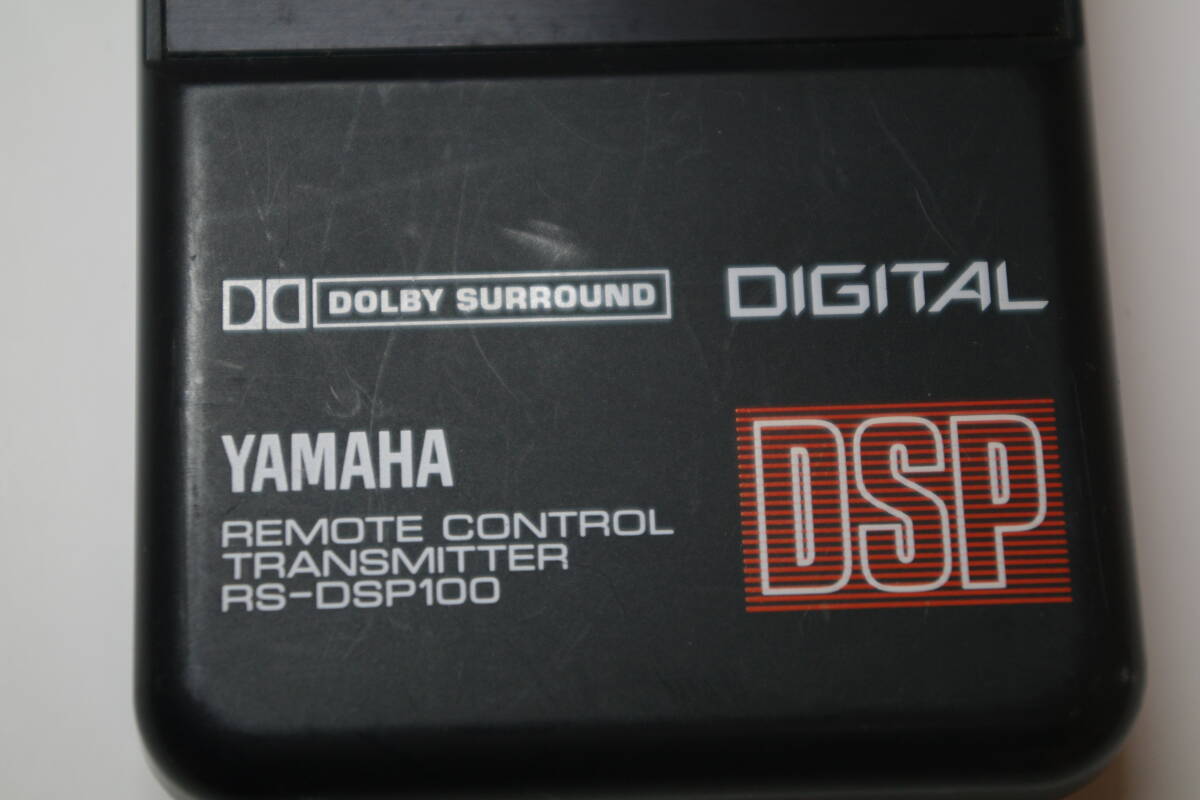 DOLBY SURROUND
DIGITAL
YAMAHA
REMOTE CONTROL
TRANSMITTER
RS-DSP100
DSP